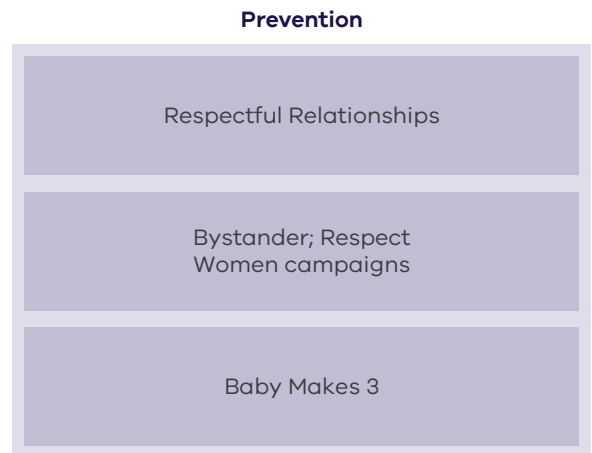 Prevention
Respectful Relationships
Bystander; Respect
Women campaigns
Baby Makes 3